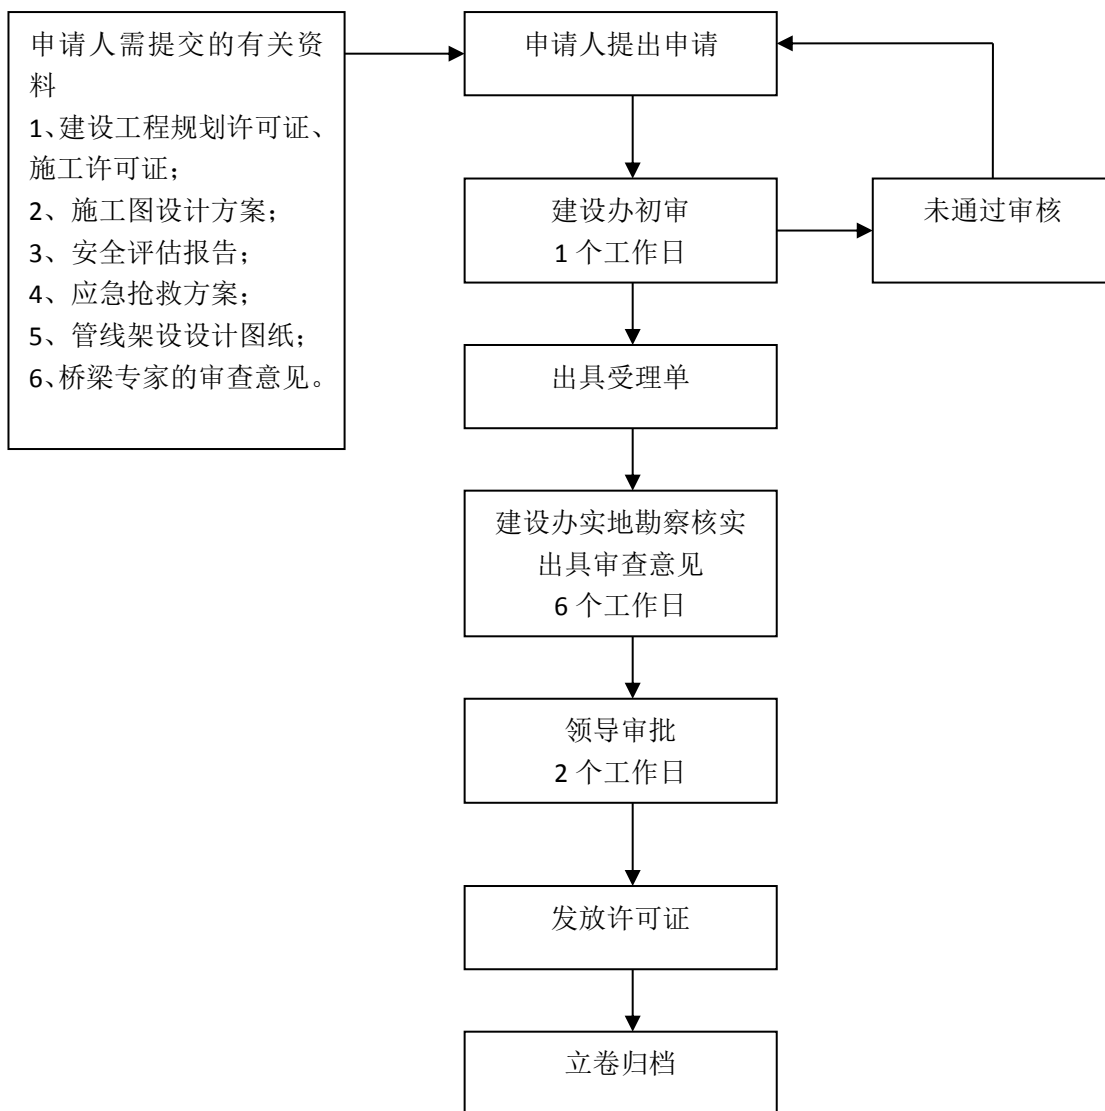 申请人需提交的有关资
料
1、建设工程规划许可证、
施工许可证；
2、施工图设计方案；
3、安全评估报告；
4、应急抢救方案；
5、管线架设设计图纸；
6、桥梁专家的审查意见。
申请人提出申请
建设办初审
1 个工作日
未通过审核
出具受理单
建设办实地勘察核实
出具审查意见
6 个工作日
领导审批
2 个工作日
发放许可证
立卷归档